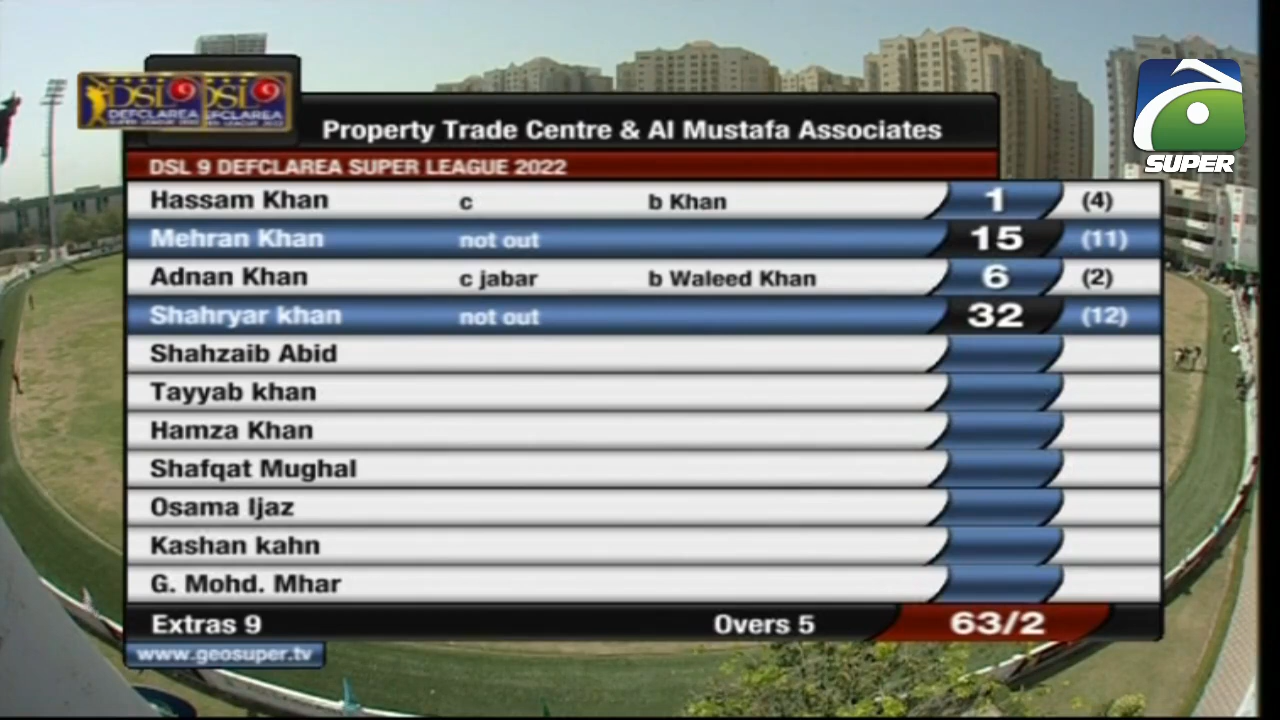 DSL 9 DEFCLAREA SUPER LEAGUE 2022
SUPER
Property Trade Centre & Al Mustafa Associates
DSL 9 DEFCLAREA SUPER LEAGUE 2022
Hassam Khan c b Khan 1 (4)
Mehran Khan not out 15 (11)
Adnan Khan c jabar b Waleed Khan 6 (2)
Shahryar khan not out 32 (12)
Shahzaib Abid
Tayyab khan
Hamza Khan
Shafqat Mughal
Osama Ijaz
Kashan kahn
G. Mohd. Mhar
Extras 9 Overs 5 63/2
www.geosuper.tv